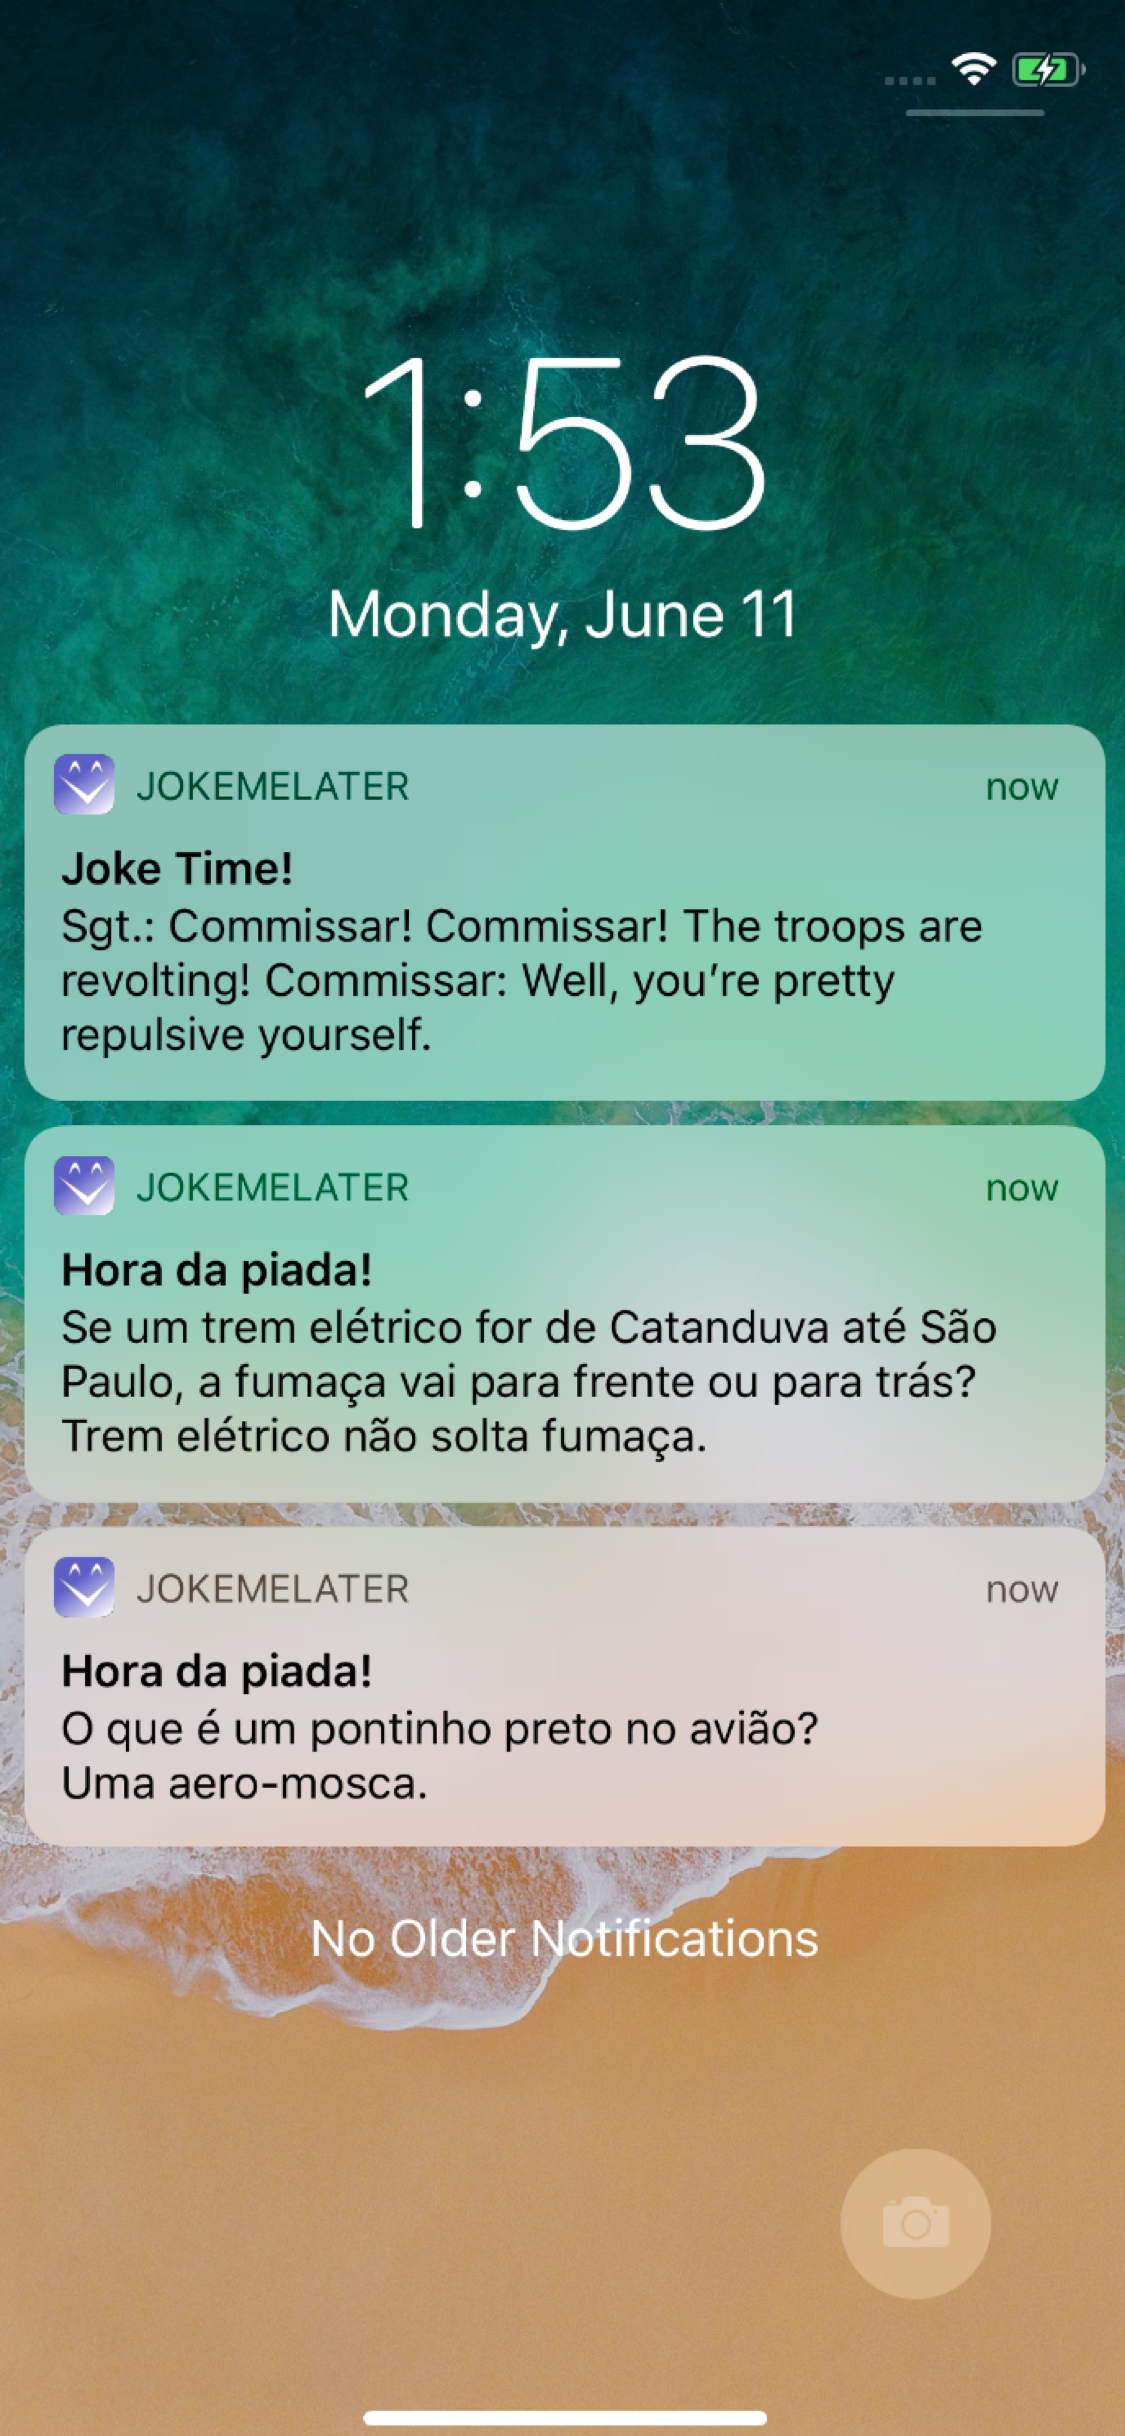 1:53
Monday, June 11
JOKEMELATER now
Joke Time!
Sgt.: Commissar! Commissar! The troops are
revolting! Commissar: Well, you’re pretty
repulsive yourself.
JOKEMELATER now
Hora da piada!
Se um trem elétrico for de Catanduva até São
Paulo, a fumaça vai para frente ou para trás?
Trem elétrico não solta fumaça.
JOKEMELATER now
Hora da piada!
O que é um pontinho preto no avião?
Uma aero-mosca.
No Older Notifications